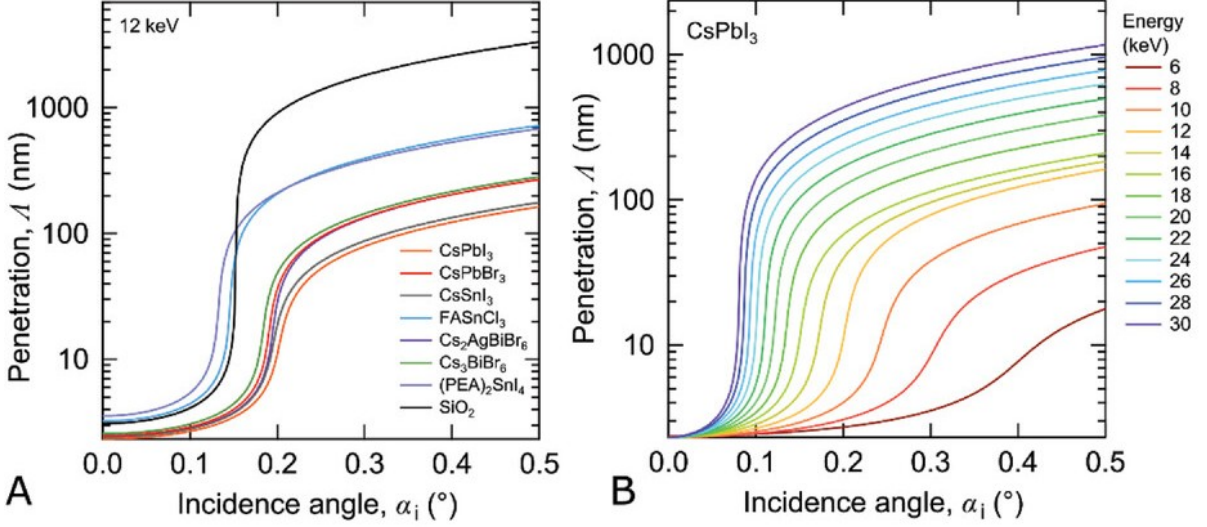 12 keV
1000
100
10
Penetration, Λ (nm)
0.0 0.1 0.2 0.3 0.4 0.5
Incidence angle, αi (°)
CsPbI3
CsPbBr3
CsSnI3
FASnCl3
Cs2AgBiBr6
Cs3BiBr6
(PEA)2SnI4
SiO2
A
CsPbI3
1000
100
10
Penetration, Λ (nm)
0.0 0.1 0.2 0.3 0.4 0.5
Incidence angle, αi (°)
B
Energy
(keV)
6
8
10
12
14
16
18
20
22
24
26
28
30